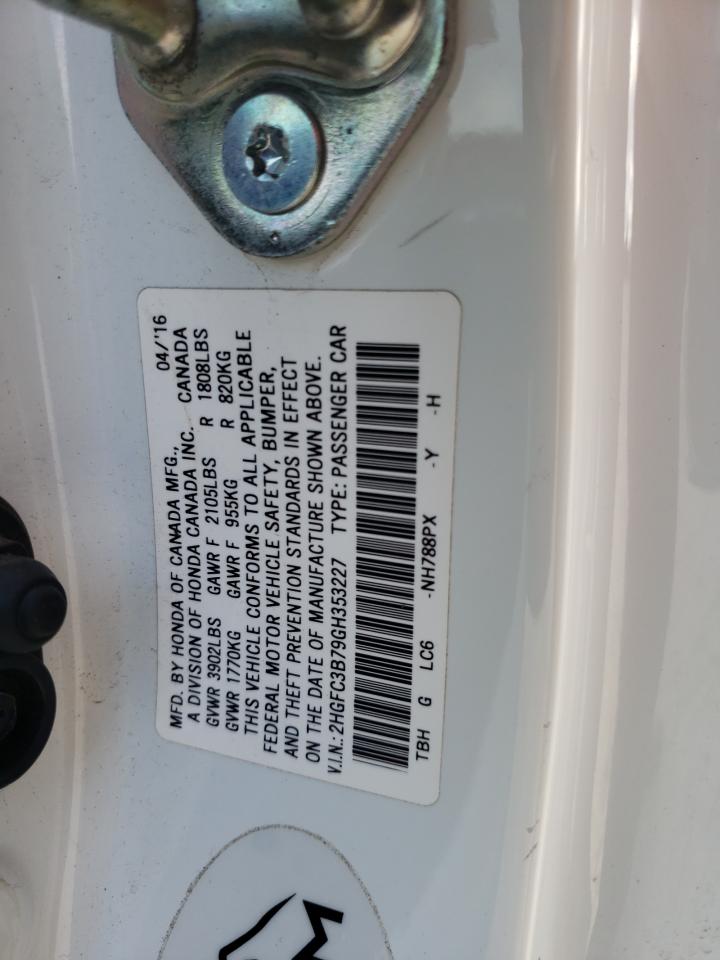 MFD. BY HONDA OF CANADA MFG., 04/'16
A DIVISION OF HONDA CANADA INC. CANADA
GVWR 3902LBS GAWR F 2105LBS R 1808LBS
GVWR 1770KG GAWR F 955KG R 820KG
THIS VEHICLE CONFORMS TO ALL APPLICABLE
FEDERAL MOTOR VEHICLE SAFETY, BUMPER,
AND THEFT PREVENTION STANDARDS IN EFFECT
ON THE DATE OF MANUFACTURE SHOWN ABOVE.
V.I.N.: 2HGFC3B79GH353227 TYPE: PASSENGER CAR
TBH G LC6 -NH788PX -Y -H
M